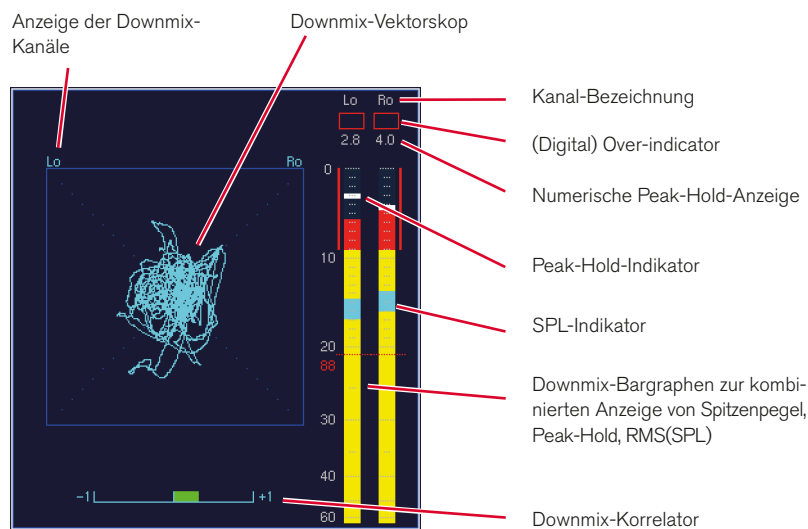 Anzeige der Downmix-
Kanäle
Downmix-Vektorskop
Lo Ro
2.8 4.0
Lo Ro
0
10
20
88
30
40
60
-1 +1
Kanal-Bezeichnung
(Digital) Over-indicator
Numerische Peak-Hold-Anzeige
Peak-Hold-Indikator
SPL-Indikator
Downmix-Bargraphen zur kombi-
nierten Anzeige von Spitzenpegel,
Peak-Hold, RMS(SPL)
Downmix-Korrelator